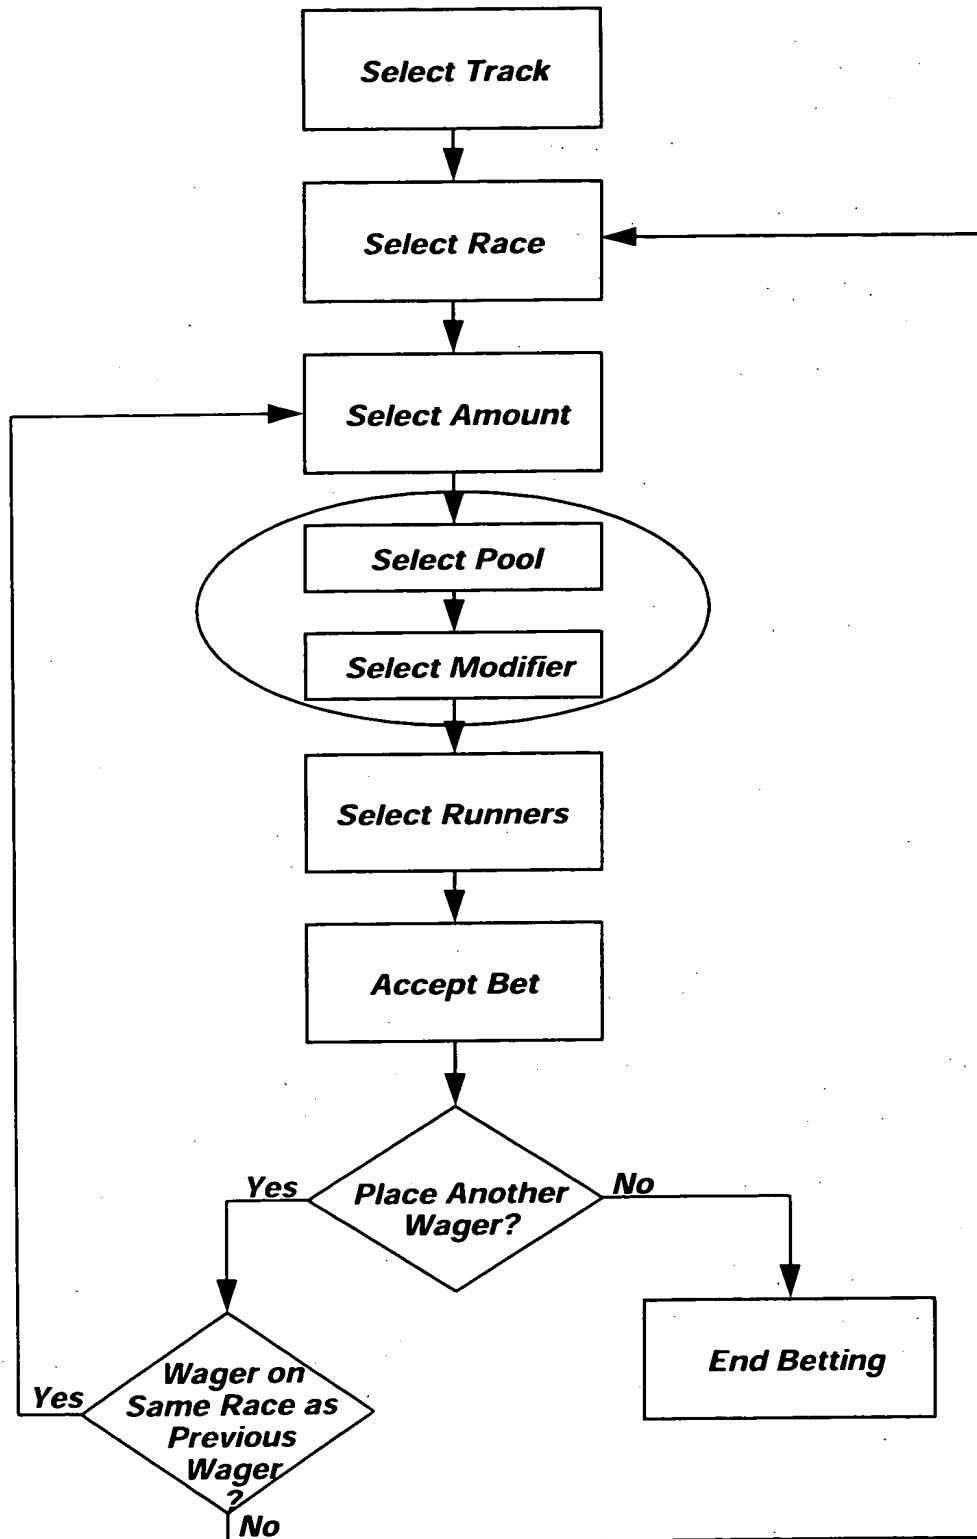 Select Track
Select Race
Select Amount
Select Pool
Select Modifier
Select Runners
Accept Bet
Yes
Place Another
Wager?
No
End Betting
Yes
Wager on
Same Race as
Previous
Wager
?
No